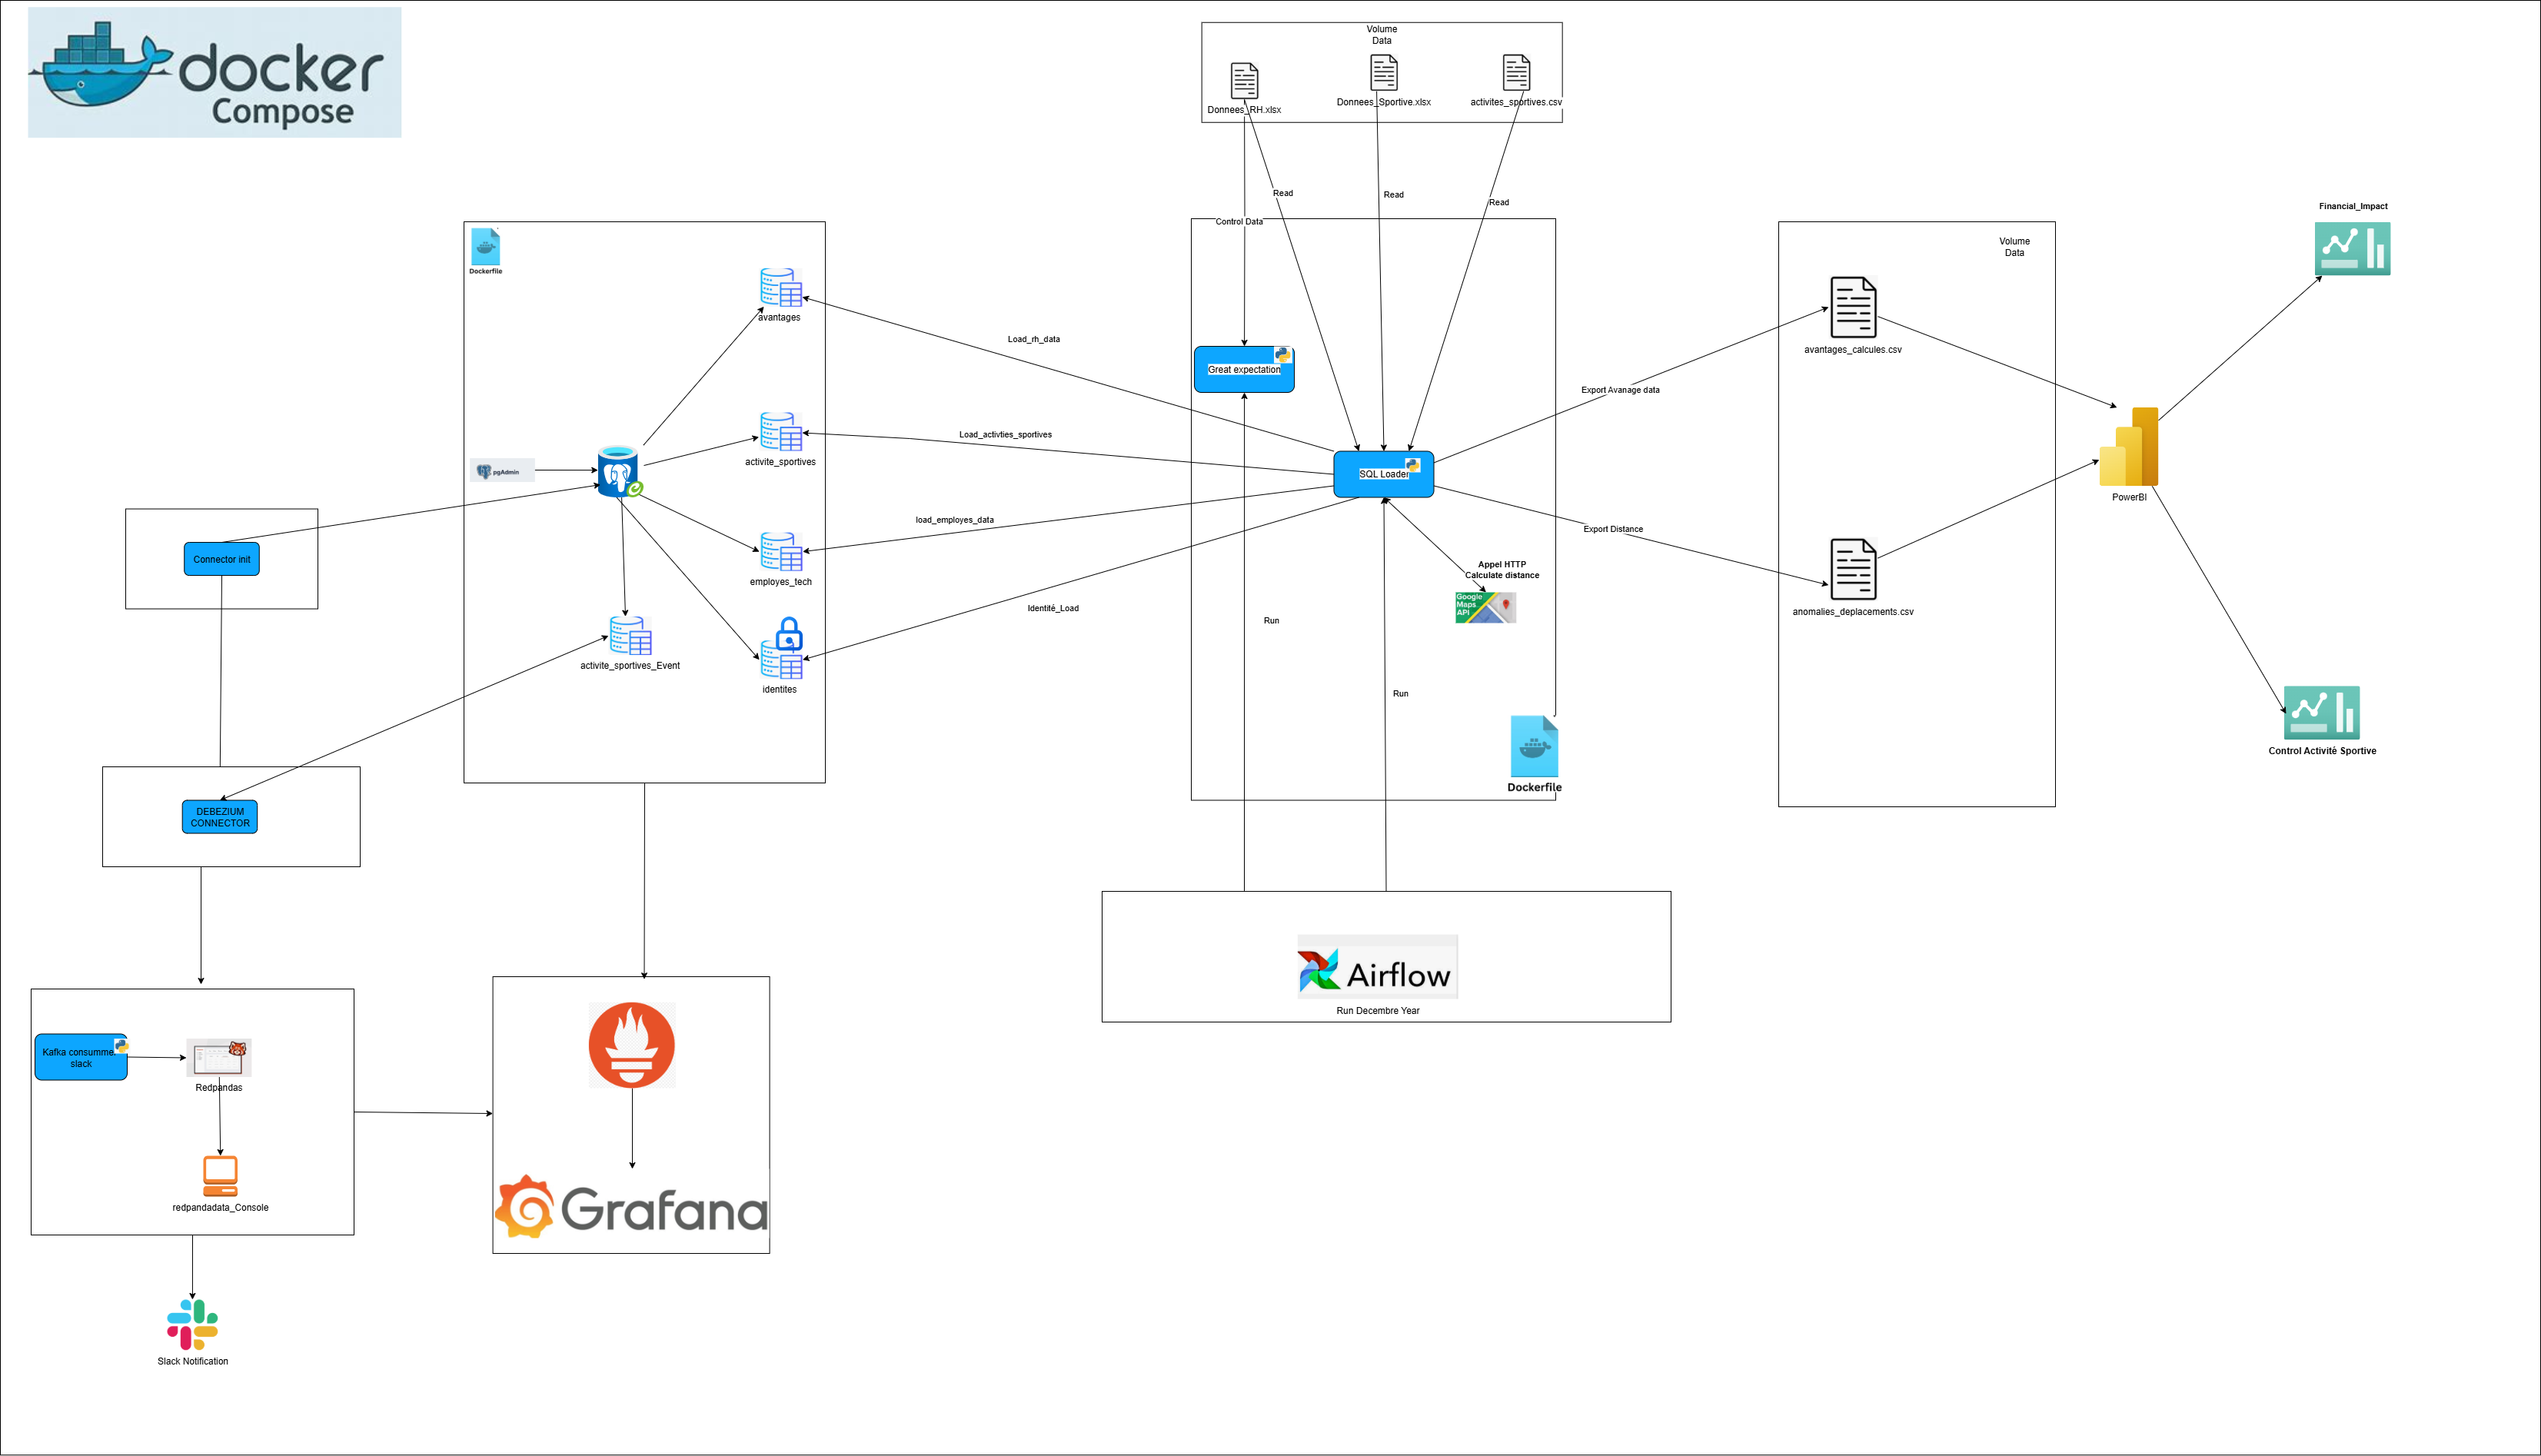 docker
Compose
Volume
Data
Donnees_RH.xlsx
Donnees_Sportive.xlsx
activites_sportives.csv
Read
Read
Read
Control Data
Dockerfile
avantages
Load_rh_data
Great expectation
activite_sportives
Load_activties_sportives
pgAdmin
SQL Loader
Connector init
load_employes_data
employes_tech
Appel HTTP
Calculate distance
Google
Maps
API
Identité_Load
activite_sportives_Event
identites
Run
Run
Dockerfile
Export Avanage data
Export Distance
Volume
Data
avantages_calcules.csv
anomalies_deplacements.csv
PowerBI
Financial_Impact
Control Activité Sportive
DEBEZIUM
CONNECTOR
Airflow
Run Decembre Year
Kafka consummer
slack
Redpandas
redpandadata_Console
Grafana
Slack Notification